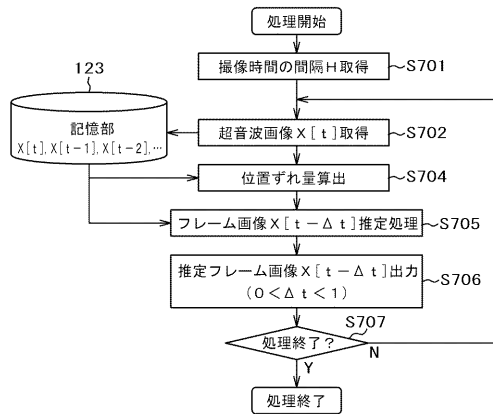 処理開始
撮像時間の間隔H取得
S701
123
記憶部
X[t], X[t-1], X[t-2],…
超音波画像X[t]取得
S702
位置ずれ量算出
S704
フレーム画像X[t-Δt]推定処理
S705
推定フレーム画像X[t-Δt]出力
(0<Δt<1)
S706
S707
処理終了?
N
Y
処理終了